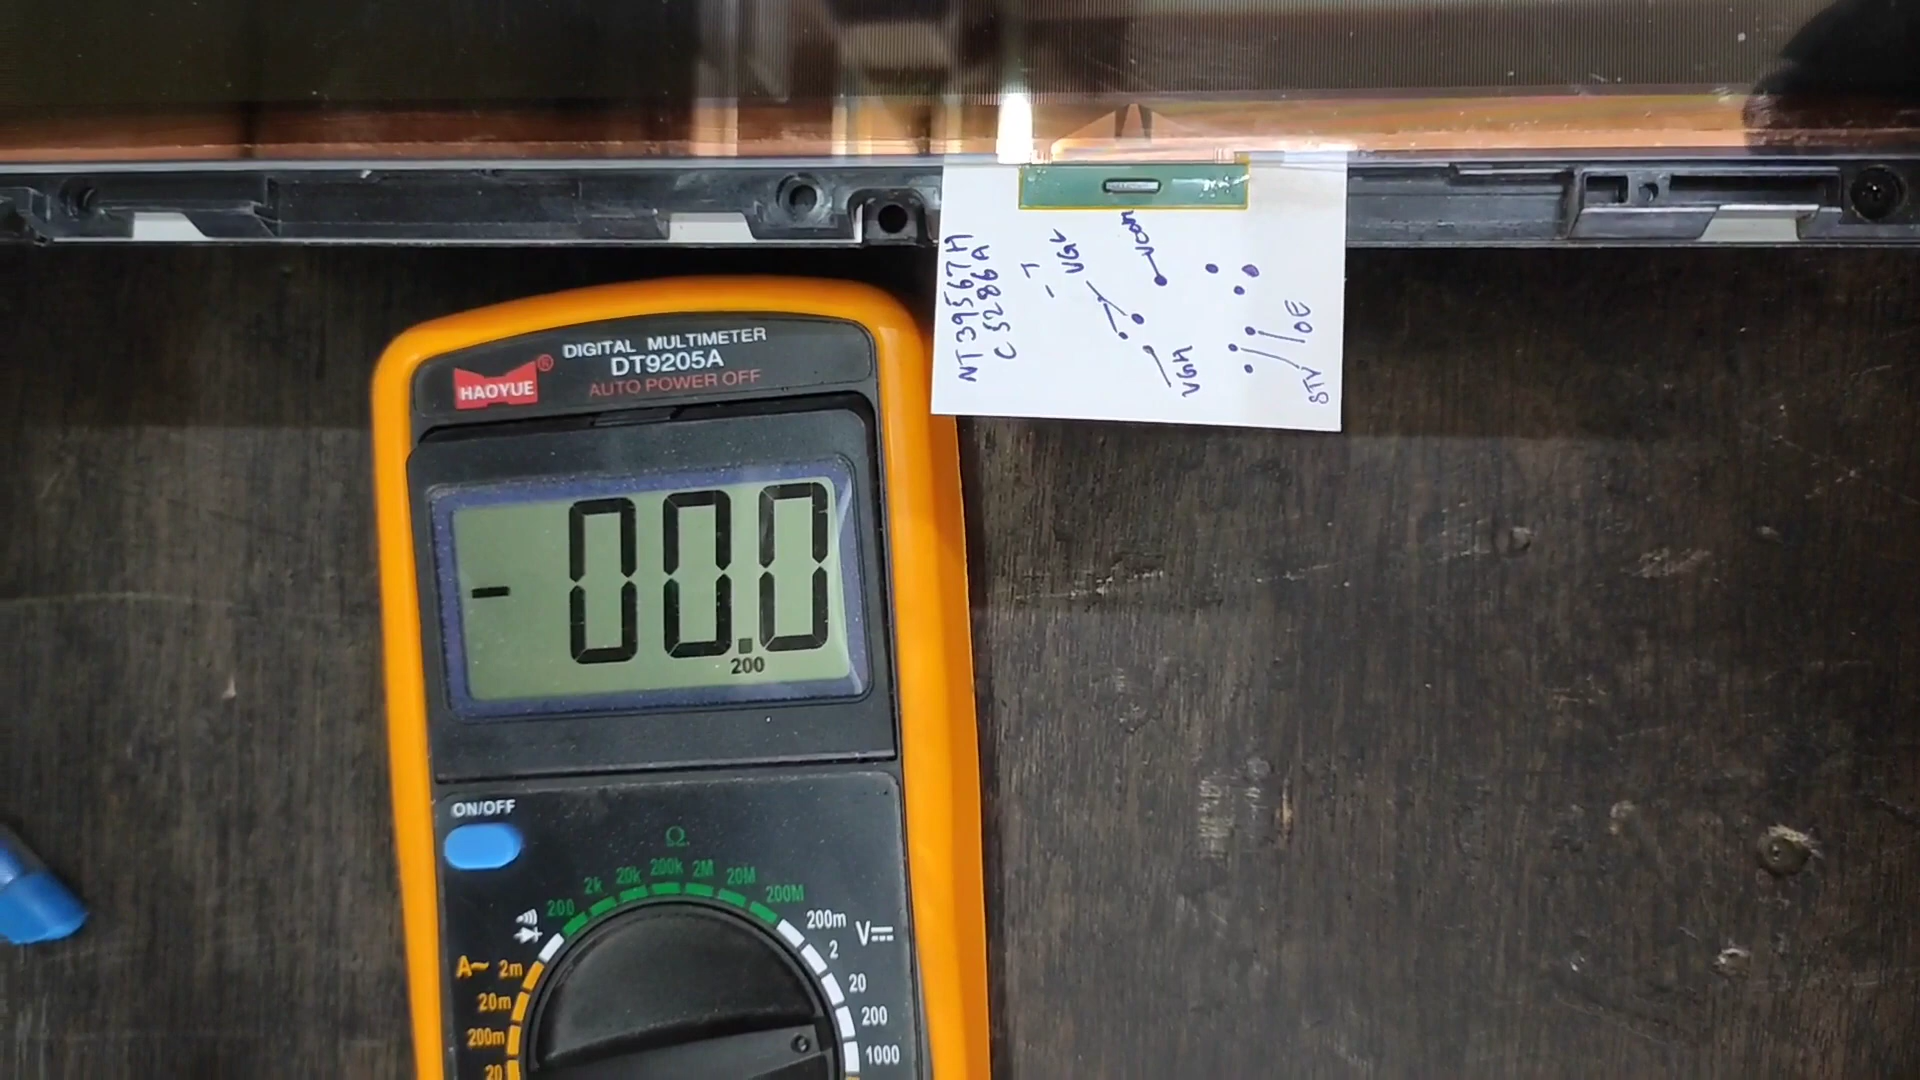 NT39567H
C5286A
- I
VGL
VCOM
VGH
STV
OE
HAOYUE®
DIGITAL MULTIMETER
DT9205A
AUTO POWER OFF
-00.0
200
ON/OFF
Ω
200 2k 20k 200k 2M 20M 200M
A~ 2m
20m
200m
20
V⎓
200m
2
20
200
1000